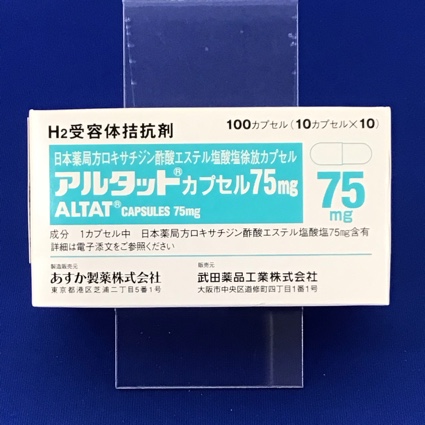 H2受容体拮抗剤
100カプセル(10カプセル×10)
日本薬局方ロキサチジン酢酸エステル塩酸塩徐放カプセル
アルタット®カプセル75mg
ALTAT® CAPSULES 75mg
75
mg
成分 1カプセル中 日本薬局方ロキサチジン酢酸エステル塩酸塩75mg含有
詳細は電子添文をご参照ください
製造販売元
あすか製薬株式会社
東京都港区芝浦二丁目5番1号
販売元
武田薬品工業株式会社
大阪市中央区道修町四丁目1番1号